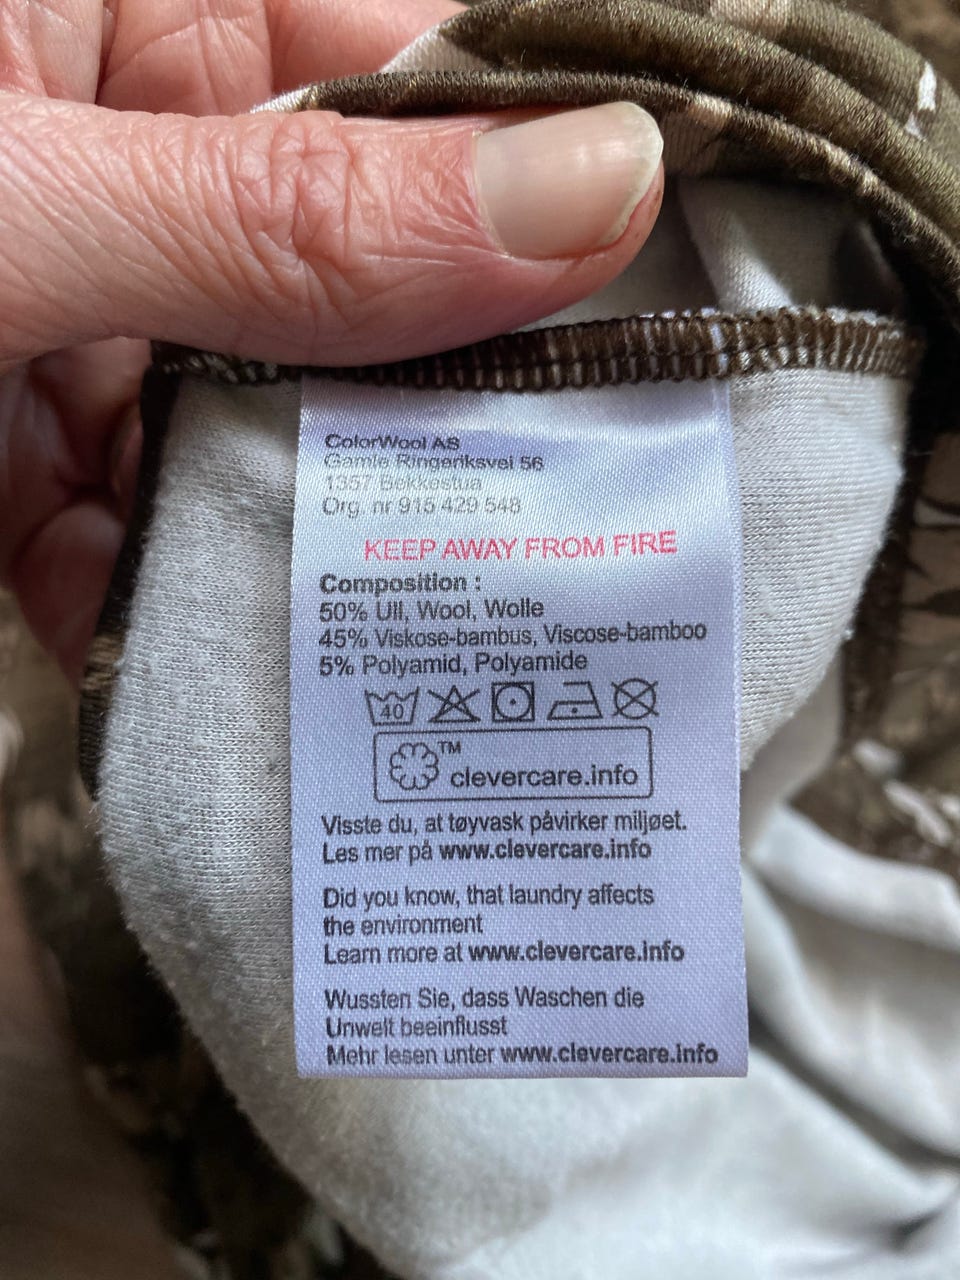 ColorWool AS
Gamle Ringeriksvei 56
1357 Bekkestua
Org. nr 915 429 548
KEEP AWAY FROM FIRE
Composition :
50% Ull, Wool, Wolle
45% Viskose-bambus, Viscose-bamboo
5% Polyamid, Polyamide
40
TM
clevercare.info
Visste du, at tøyvask påvirker miljøet.
Les mer på www.clevercare.info
Did you know, that laundry affects
the environment
Learn more at www.clevercare.info
Wussten Sie, dass Waschen die
Umwelt beeinflusst
Mehr lesen unter www.clevercare.info